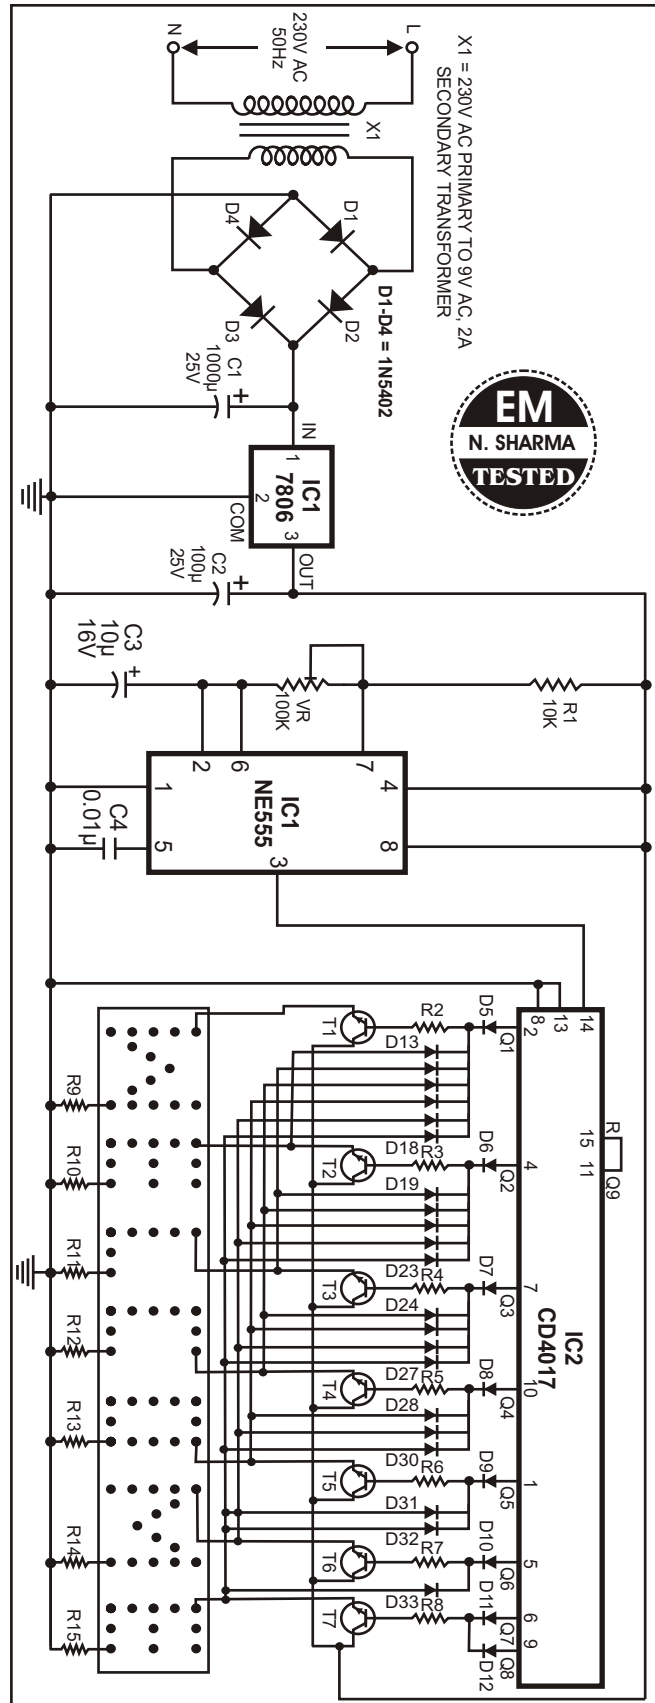 N
230V AC
50Hz
L
X1
X1 = 230V AC PRIMARY TO 9V AC, 2A
SECONDARY TRANSFORMER
D4
D1
D3
D2
D1-D4 = 1N5402
EM
N. SHARMA
TESTED
C1
1000µ
25V
IN
1
IC1
7806
2
3
COM
OUT
C2
100µ
25V
C3
10µ
16V
VR
100K
R1
10K
2
6
7
4
IC1
NE555
1
5
3
8
C4
0.01µ
8
13
14
2
Q1
R
15
11
Q9
4
Q2
7
Q3
IC2
CD4017
10
Q4
1
Q5
5
Q6
6
Q7
9
Q8
D5
D6
D7
D8
D9
D10
D11
D12
R2
D13
D18
R3
D19
D23
R4
D24
D27
R5
D28
D30
R6
D31
D32
R7
D33
R8
T1
T2
T3
T4
T5
T6
T7
R9
R10
R11
R12
R13
R14
R15